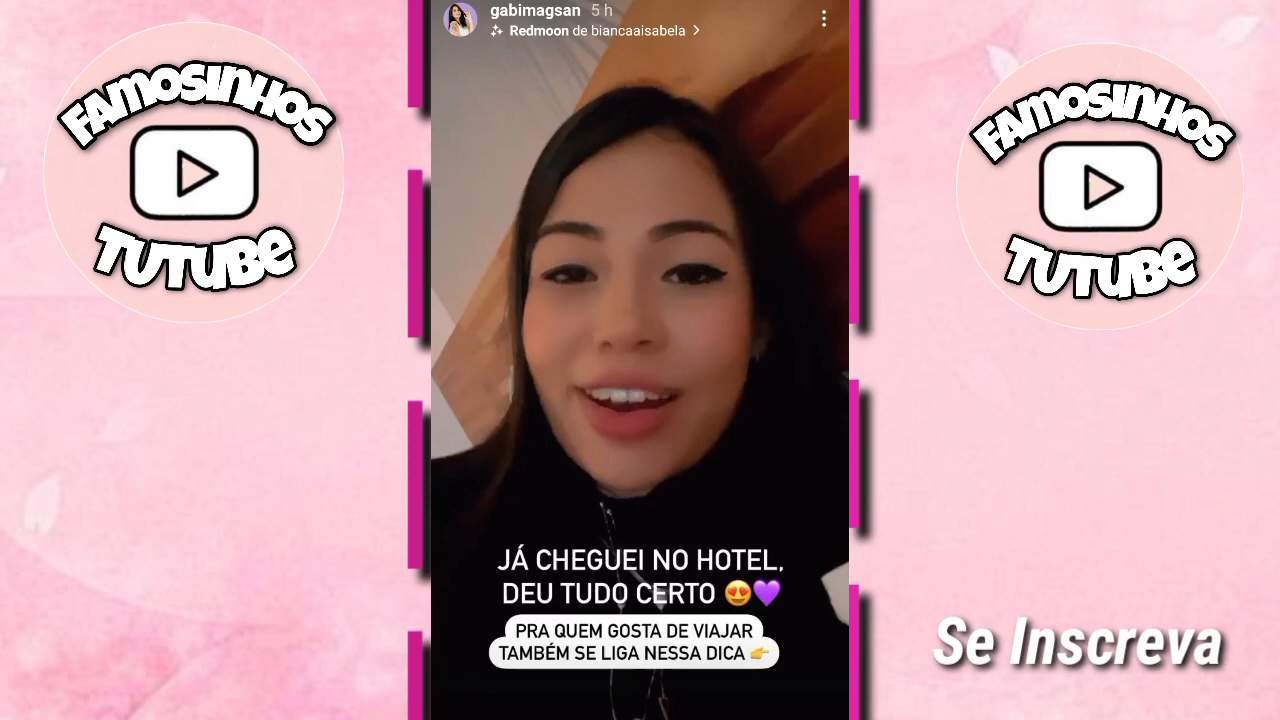 FAMOSINHOS
TUTUBE
gabimagsan 5 h
Redmoon de biancaaisabela
JÁ CHEGUEI NO HOTEL,
DEU TUDO CERTO 😍💜
PRA QUEM GOSTA DE VIAJAR
TAMBÉM SE LIGA NESSA DICA 👉
FAMOSINHOS
TUTUBE
Se Inscreva